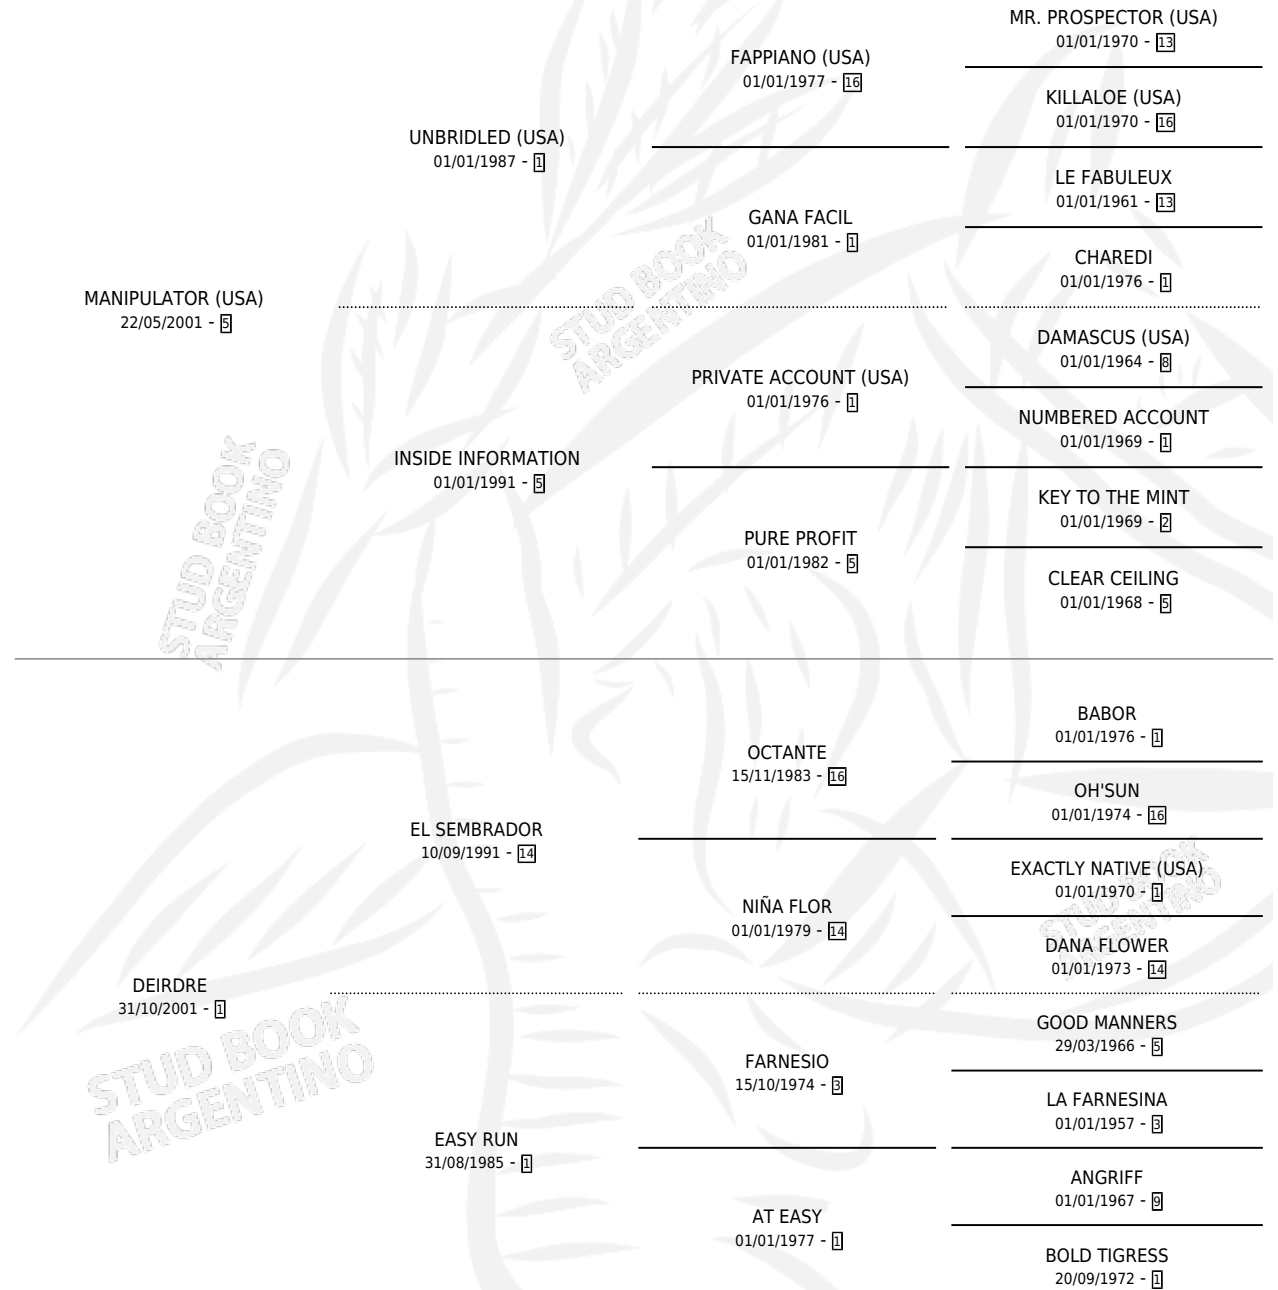 MR. PROSPECTOR (USA)
01/01/1970 - 13
FAPPIANO (USA)
01/01/1977 - 16
KILLALOE (USA)
01/01/1970 - 16
UNBRIDLED (USA)
01/01/1987 - 1
LE FABULEUX
01/01/1961 - 13
GANA FACIL
01/01/1981 - 1
CHAREDI
01/01/1976 - 1
MANIPULATOR (USA)
22/05/2001 - 5
DAMASCUS (USA)
01/01/1964 - 8
PRIVATE ACCOUNT (USA)
01/01/1976 - 1
NUMBERED ACCOUNT
01/01/1969 - 1
INSIDE INFORMATION
01/01/1991 - 5
KEY TO THE MINT
01/01/1969 - 2
PURE PROFIT
01/01/1982 - 5
CLEAR CEILING
01/01/1968 - 5
BABOR
01/01/1976 - 1
OCTANTE
15/11/1983 - 16
OH'SUN
01/01/1974 - 16
EL SEMBRADOR
10/09/1991 - 14
EXACTLY NATIVE (USA)
01/01/1970 - 1
NIÑA FLOR
01/01/1979 - 14
DANA FLOWER
01/01/1973 - 14
DEIRDRE
31/10/2001 - 1
GOOD MANNERS
29/03/1966 - 5
FARNESIO
15/10/1974 - 3
LA FARNESINA
01/01/1957 - 3
EASY RUN
31/08/1985 - 1
ANGRIFF
01/01/1967 - 9
AT EASY
01/01/1977 - 1
BOLD TIGRESS
20/09/1972 - 1
STUD BOOK
ARGENTINO
STUD BOOK
ARGENTINO
STUD BOOK
ARGENTINO
STUD BOOK
ARGENTINO